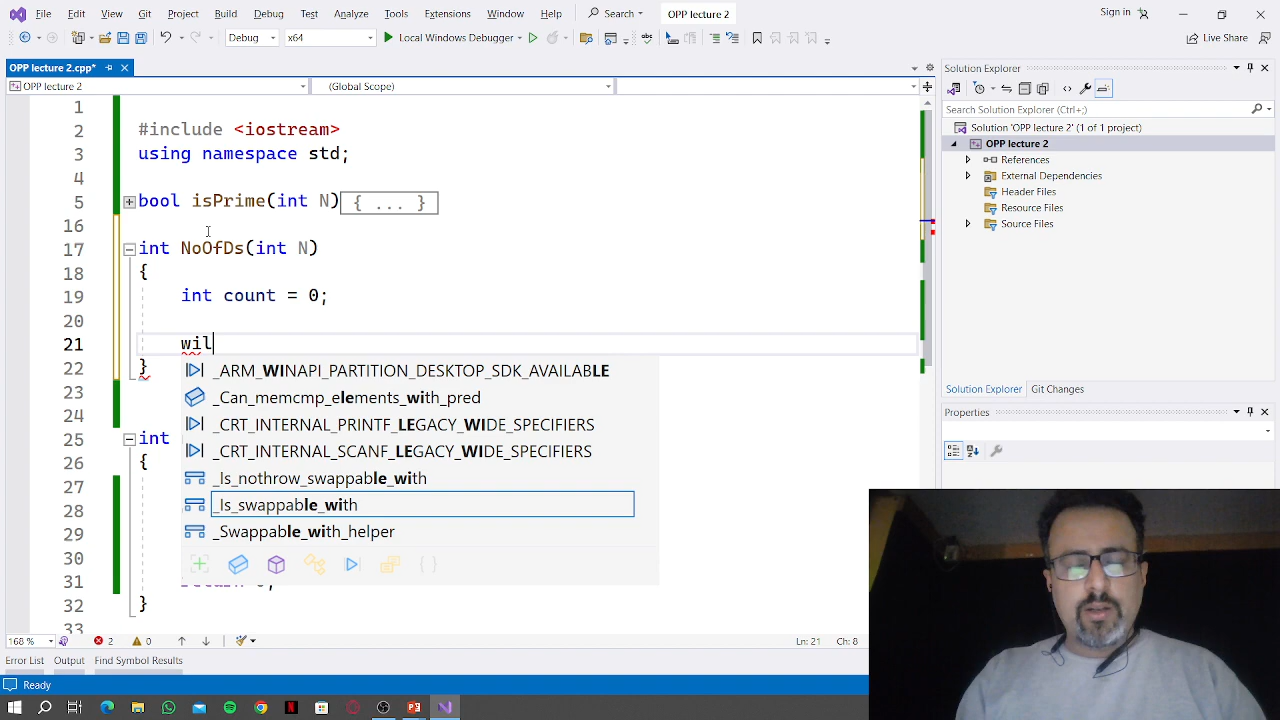 File Edit View Git Project Build Debug Test Analyze Tools Extensions Window Help Search OPP lecture 2 Sign in
Debug x64 Local Windows Debugger Live Share
OPP lecture 2.cpp*
OPP lecture 2 (Global Scope)
1
2 #include <iostream>
3 using namespace std;
4
5 bool isPrime(int N){ ... }
16
17 int NoOfDs(int N)
18 {
19 int count = 0;
20
21 wil
22 }
23
24
25 int
26 {
27
28
29
30
31
32 }
33
_ARM_WINAPI_PARTITION_DESKTOP_SDK_AVAILABLE
_Can_memcmp_elements_with_pred
_CRT_INTERNAL_PRINTF_LEGACY_WIDE_SPECIFIERS
_CRT_INTERNAL_SCANF_LEGACY_WIDE_SPECIFIERS
_Is_nothrow_swappable_with
_Is_swappable_with
_Swappable_with_helper
168 % 2 0 Ln: 21 Ch: 8
Error List Output Find Symbol Results
Ready
Solution Explorer
Search Solution Explorer (Ctrl+;)
Solution 'OPP lecture 2' (1 of 1 project)
OPP lecture 2
References
External Dependencies
Header Files
Resource Files
Source Files
Solution Explorer Git Changes
Properties